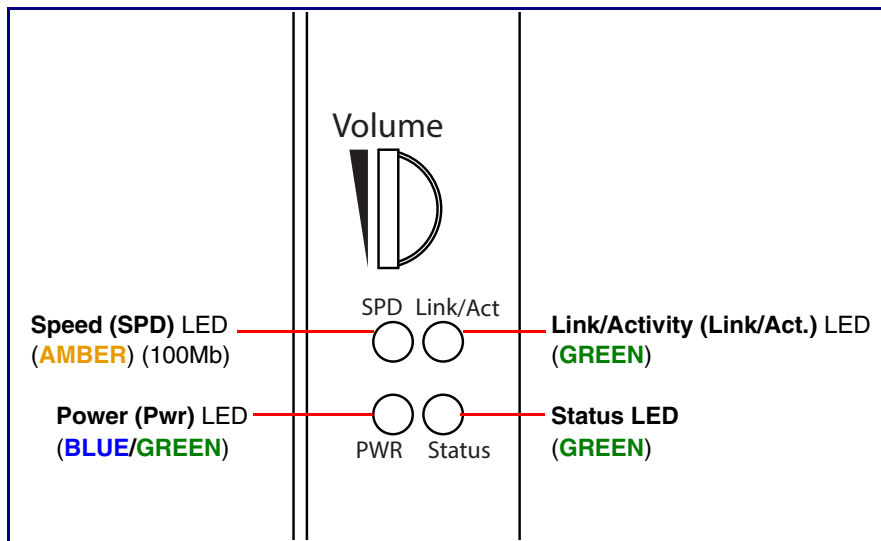 Volume
SPD Link/Act
Speed (SPD) LED
(AMBER) (100Mb)
Link/Activity (Link/Act.) LED
(GREEN)
Power (Pwr) LED
(BLUE/GREEN)
Status LED
(GREEN)
PWR Status